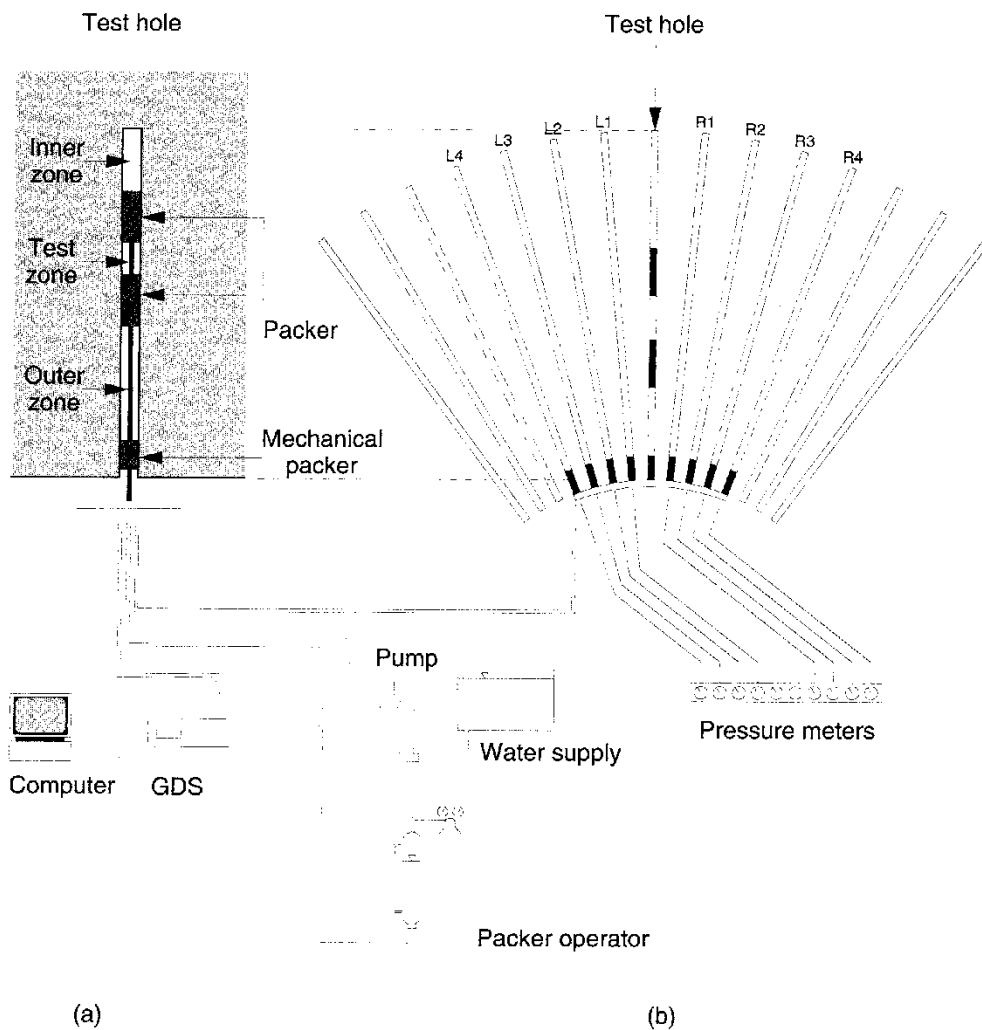 Test hole
Test hole
L4
L3
L2
L1
R1
R2
R3
R4
Inner
zone
Test
zone
Packer
Outer
zone
Mechanical
packer
Pump
Water supply
Pressure meters
Computer
GDS
Packer operator
(a)
(b)